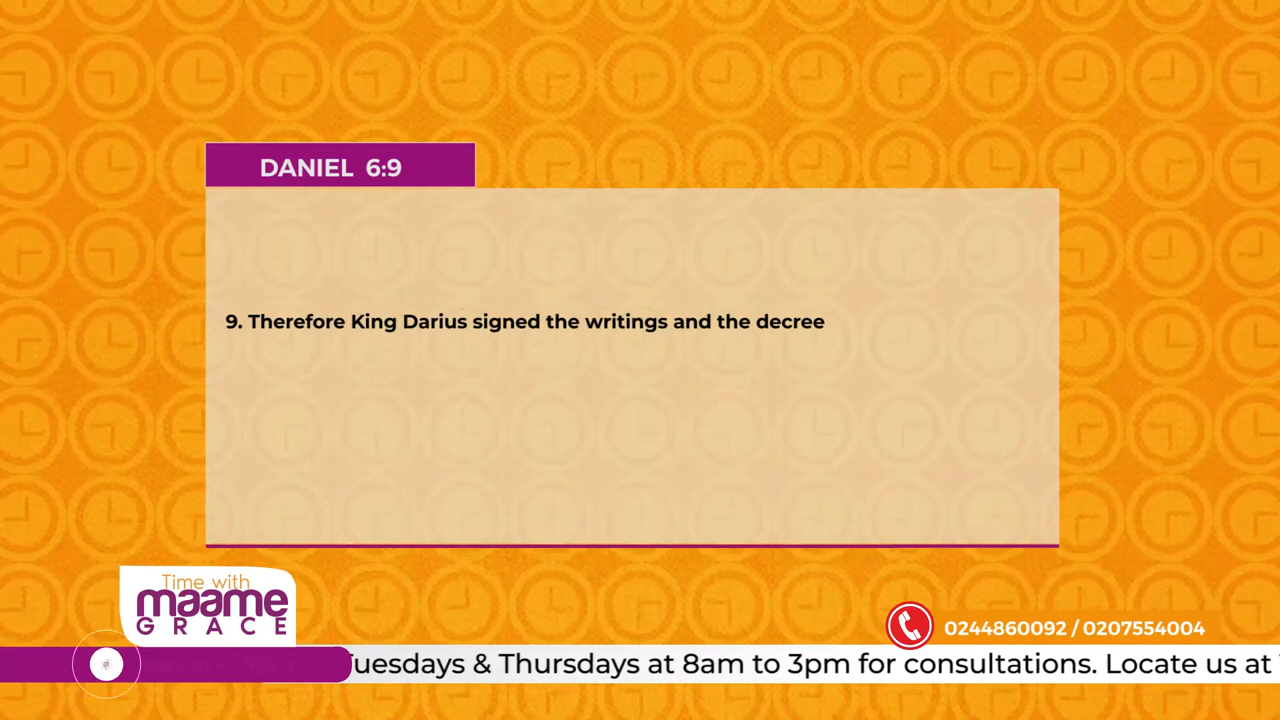 DANIEL 6:9
9. Therefore King Darius signed the writings and the decree
Time with
maame
GRACE
0244860092 / 0207554004
Tuesdays & Thursdays at 8am to 3pm for consultations. Locate us at